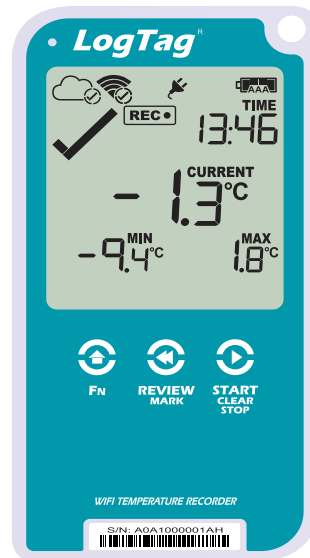 LogTag®
AAA
TIME
REC
13:46
CURRENT
-1.3°C
MIN
MAX
-9.4°C
1.8°C
FN
REVIEW
MARK
START
CLEAR
STOP
WIFI TEMPERATURE RECORDER
S/N: A0A1000001AH